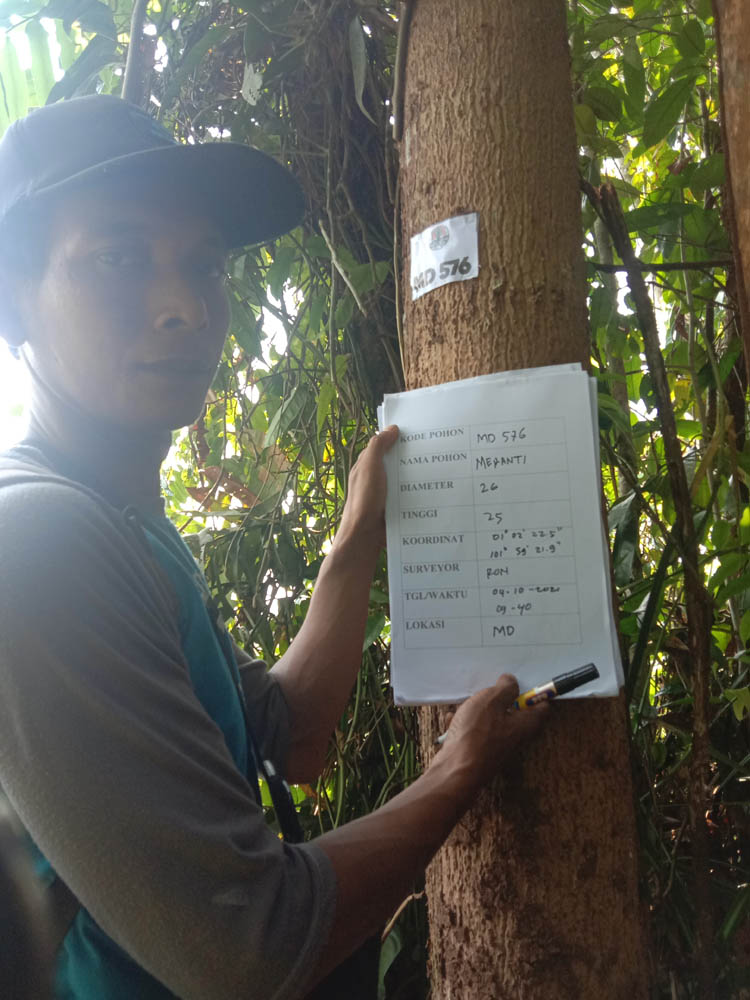 MD 576
KODE POHON MD 576
NAMA POHON MERANTI
DIAMETER 26
TINGGI 25
KOORDINAT 01° 02' 22.5"
101° 59' 21.9"
SURVEYOR RON
TGL/WAKTU 04-10-2021
09-40
LOKASI MD